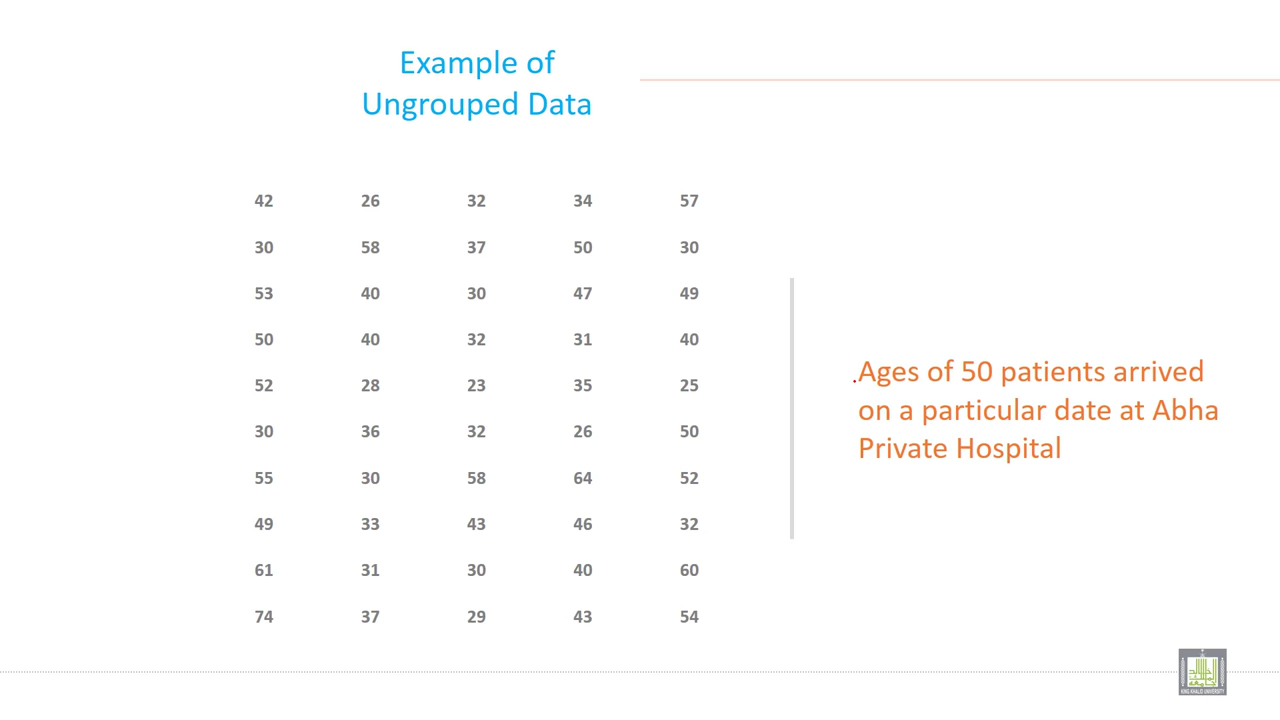 Example of
Ungrouped Data
42 26 32 34 57
30 58 37 50 30
53 40 30 47 49
50 40 32 31 40
52 28 23 35 25
30 36 32 26 50
55 30 58 64 52
49 33 43 46 32
61 31 30 40 60
74 37 29 43 54
.Ages of 50 patients arrived
on a particular date at Abha
Private Hospital
KING KHALID UNIVERSITY